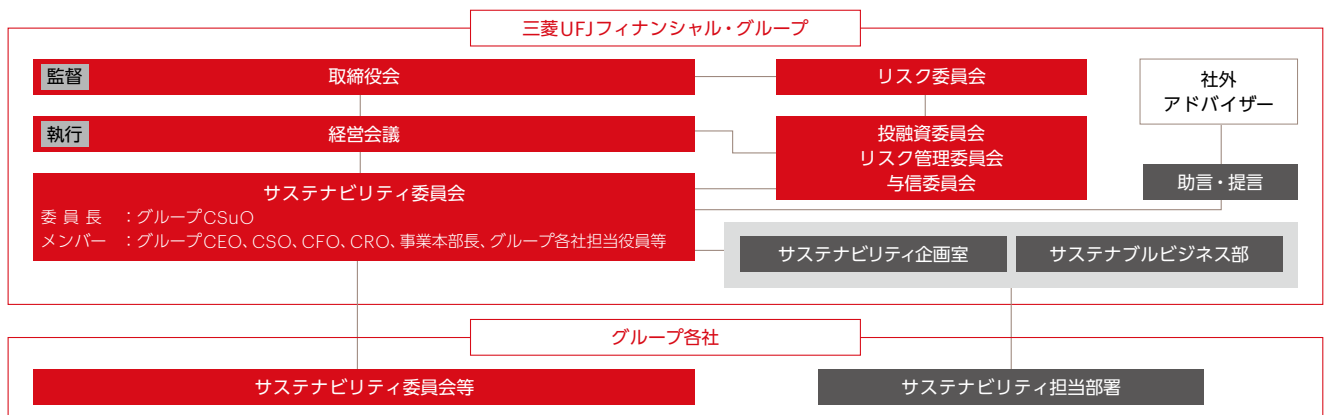 三菱UFJフィナンシャル・グループ
監督
取締役会
リスク委員会
社外
アドバイザー
執行
経営会議
投融資委員会
リスク管理委員会
与信委員会
助言・提言
サステナビリティ委員会
委員長 ：グループCSuO
メンバー ：グループCEO、CSO、CFO、CRO、事業本部長、グループ各社担当役員等
サステナビリティ企画室
サステナブルビジネス部
グループ各社
サステナビリティ委員会等
サステナビリティ担当部署